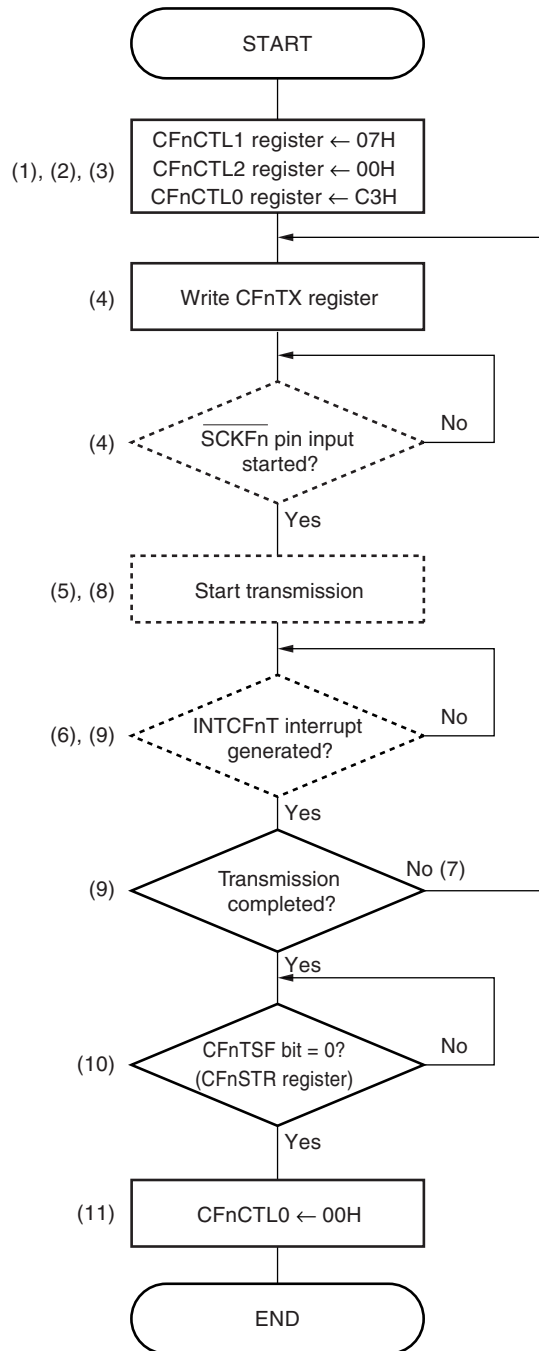 START
(1), (2), (3)
CFnCTL1 register ← 07H
CFnCTL2 register ← 00H
CFnCTL0 register ← C3H
(4)
Write CFnTX register
(4)
SCKFn pin input
started?
No
Yes
(5), (8)
Start transmission
(6), (9)
INTCFnT interrupt
generated?
No
Yes
(9)
Transmission
completed?
No (7)
Yes
(10)
CFnTSF bit = 0?
(CFnSTR register)
No
Yes
(11)
CFnCTL0 ← 00H
END